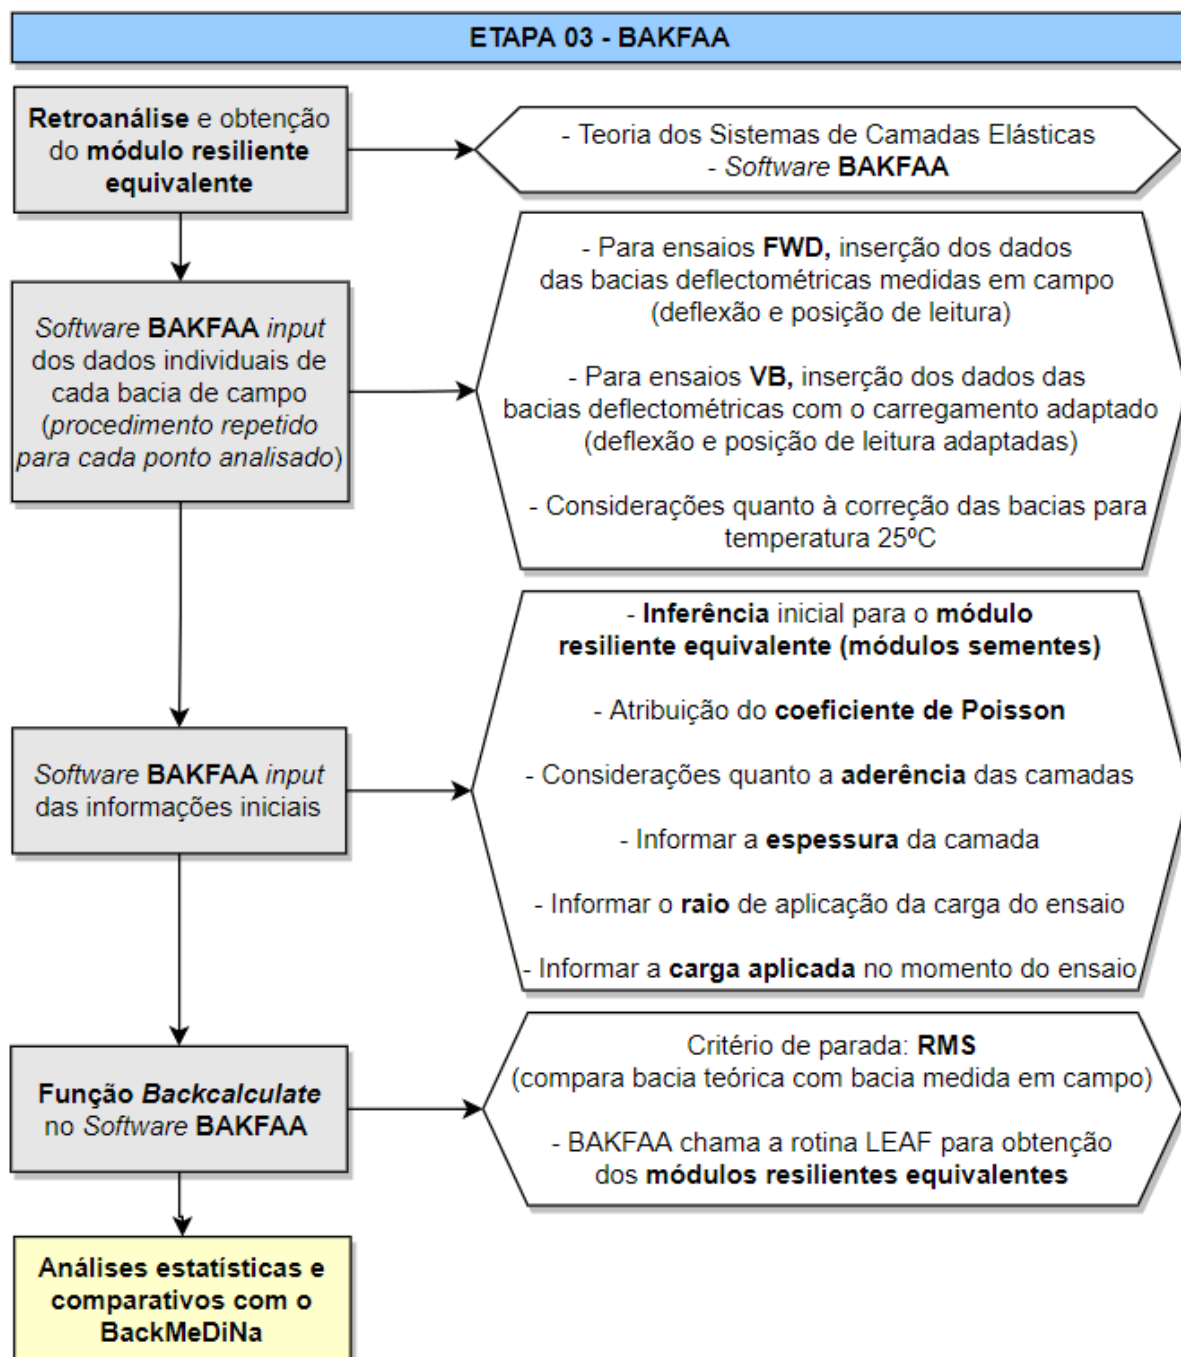 ETAPA 03 - BAKFAA
Retroanálise e obtenção
do módulo resiliente
equivalente
- Teoria dos Sistemas de Camadas Elásticas
- Software BAKFAA
Software BAKFAA input
dos dados individuais de
cada bacia de campo
(procedimento repetido
para cada ponto analisado)
- Para ensaios FWD, inserção dos dados
das bacias deflectométricas medidas em campo
(deflexão e posição de leitura)
- Para ensaios VB, inserção dos dados das
bacias deflectométricas com o carregamento adaptado
(deflexão e posição de leitura adaptadas)
- Considerações quanto à correção das bacias para
temperatura 25ºC
Software BAKFAA input
das informações iniciais
- Inferência inicial para o módulo
resiliente equivalente (módulos sementes)
- Atribuição do coeficiente de Poisson
- Considerações quanto a aderência das camadas
- Informar a espessura da camada
- Informar o raio de aplicação da carga do ensaio
- Informar a carga aplicada no momento do ensaio
Função Backcalculate
no Software BAKFAA
Critério de parada: RMS
(compara bacia teórica com bacia medida em campo)
- BAKFAA chama a rotina LEAF para obtenção
dos módulos resilientes equivalentes
Análises estatísticas e
comparativos com o
BackMeDiNa